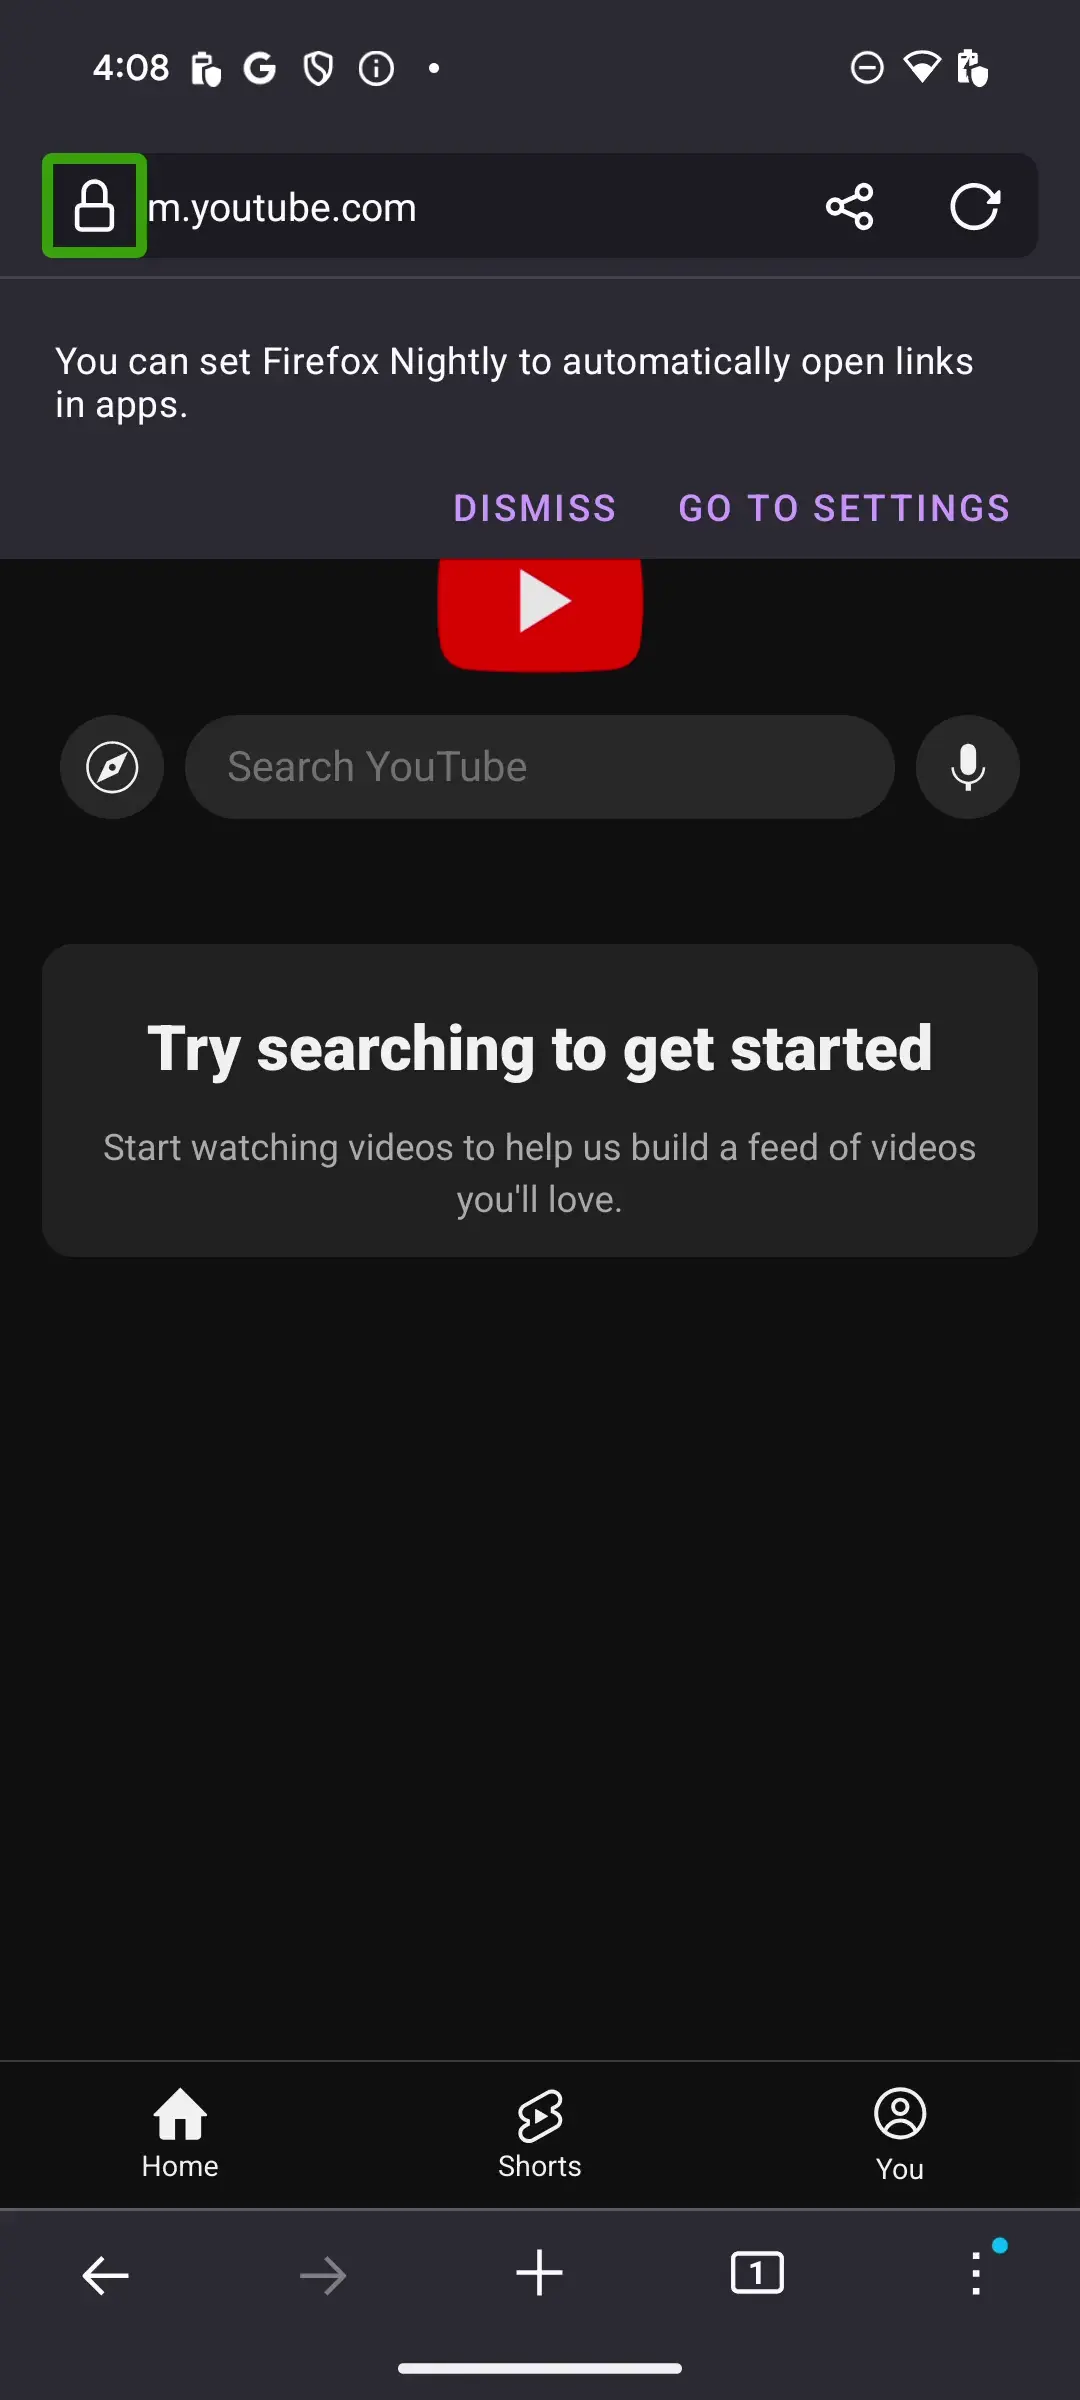 4:08
m.youtube.com
You can set Firefox Nightly to automatically open links
in apps.
DISMISS GO TO SETTINGS
Search YouTube
Try searching to get started
Start watching videos to help us build a feed of videos
you'll love.
Home Shorts You
1